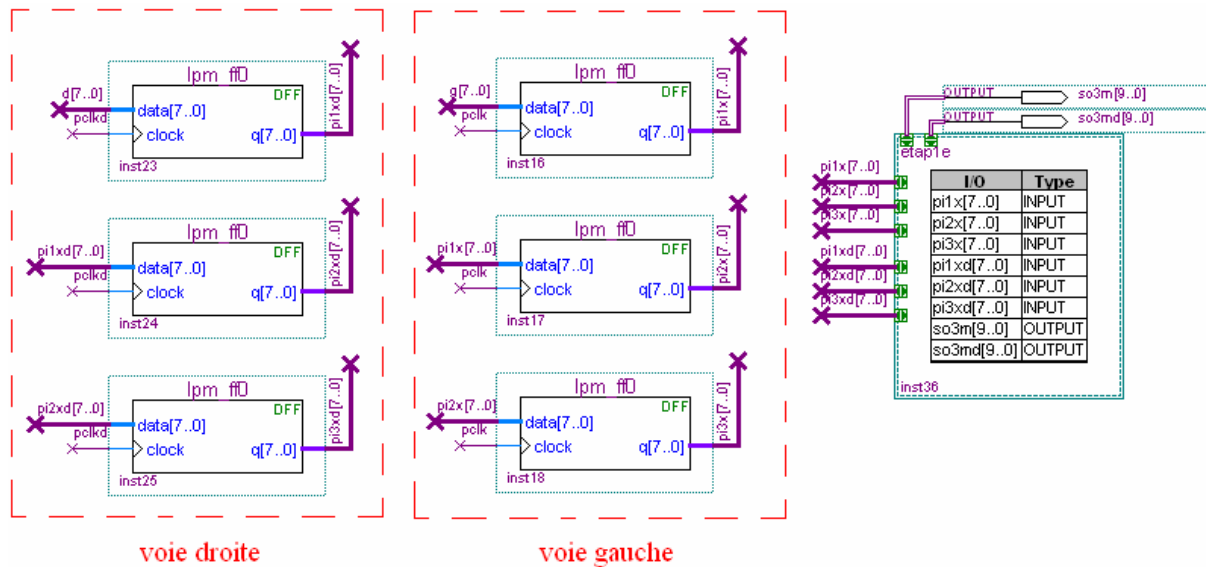 lpm_ff0
DFF
d[7..0]
data[7..0]
pclkd
clock
q[7..0]
pi1xd[7..0]
inst23
lpm_ff0
DFF
pi1xd[7..0]
data[7..0]
pclkd
clock
q[7..0]
pi2xd[7..0]
inst24
lpm_ff0
DFF
pi2xd[7..0]
data[7..0]
pclkd
clock
q[7..0]
pi3xd[7..0]
inst25
voie droite
lpm_ff0
DFF
g[7..0]
data[7..0]
pclk
clock
q[7..0]
pi1x[7..0]
inst16
lpm_ff0
DFF
pi1x[7..0]
data[7..0]
pclk
clock
q[7..0]
pi2x[7..0]
inst17
lpm_ff0
DFF
pi2x[7..0]
data[7..0]
pclk
clock
q[7..0]
pi3x[7..0]
inst18
voie gauche
OUTPUT so3m[9..0]
OUTPUT so3md[9..0]
etap1e
pi1x[7..0]
pi2x[7..0]
pi3x[7..0]
pi1xd[7..0]
pi2xd[7..0]
pi3xd[7..0]
I/O Type
pi1x[7..0] INPUT
pi2x[7..0] INPUT
pi3x[7..0] INPUT
pi1xd[7..0] INPUT
pi2xd[7..0] INPUT
pi3xd[7..0] INPUT
so3m[9..0] OUTPUT
so3md[9..0] OUTPUT
inst36